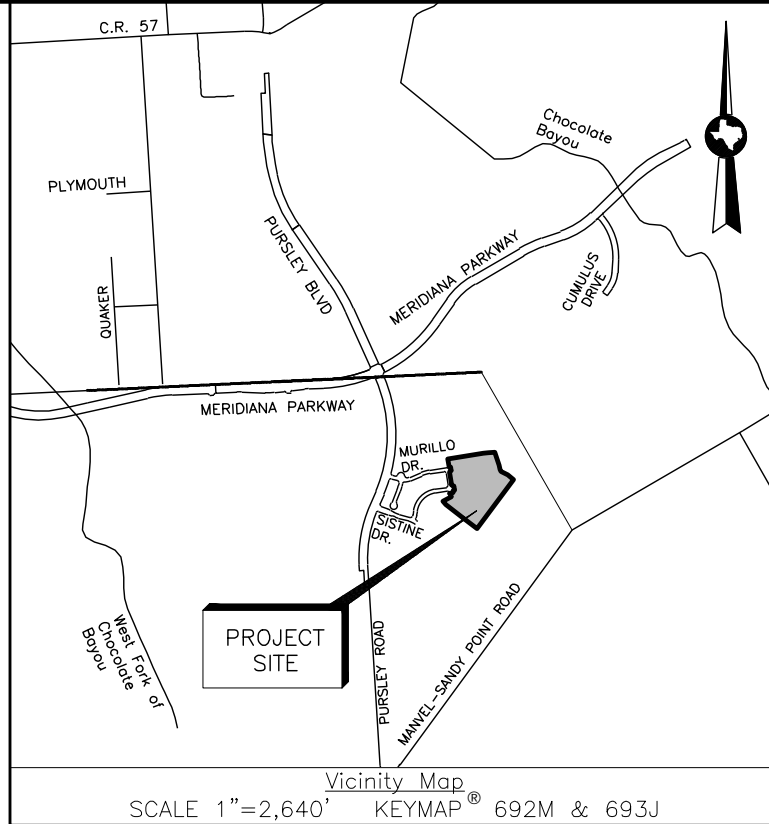 C.R. 57
Chocolate
Bayou
PLYMOUTH
PURSLEY BLVD
MERIDIANA PARKWAY
QUAKER
CUMULUS
DRIVE
MERIDIANA PARKWAY
MURILLO
DR.
SISTINE
DR.
PROJECT
SITE
West Fork of
Chocolate
Bayou
PURSLEY ROAD
MANVEL-SANDY POINT ROAD
Vicinity Map
SCALE 1"=2,640' KEYMAP® 692M & 693J